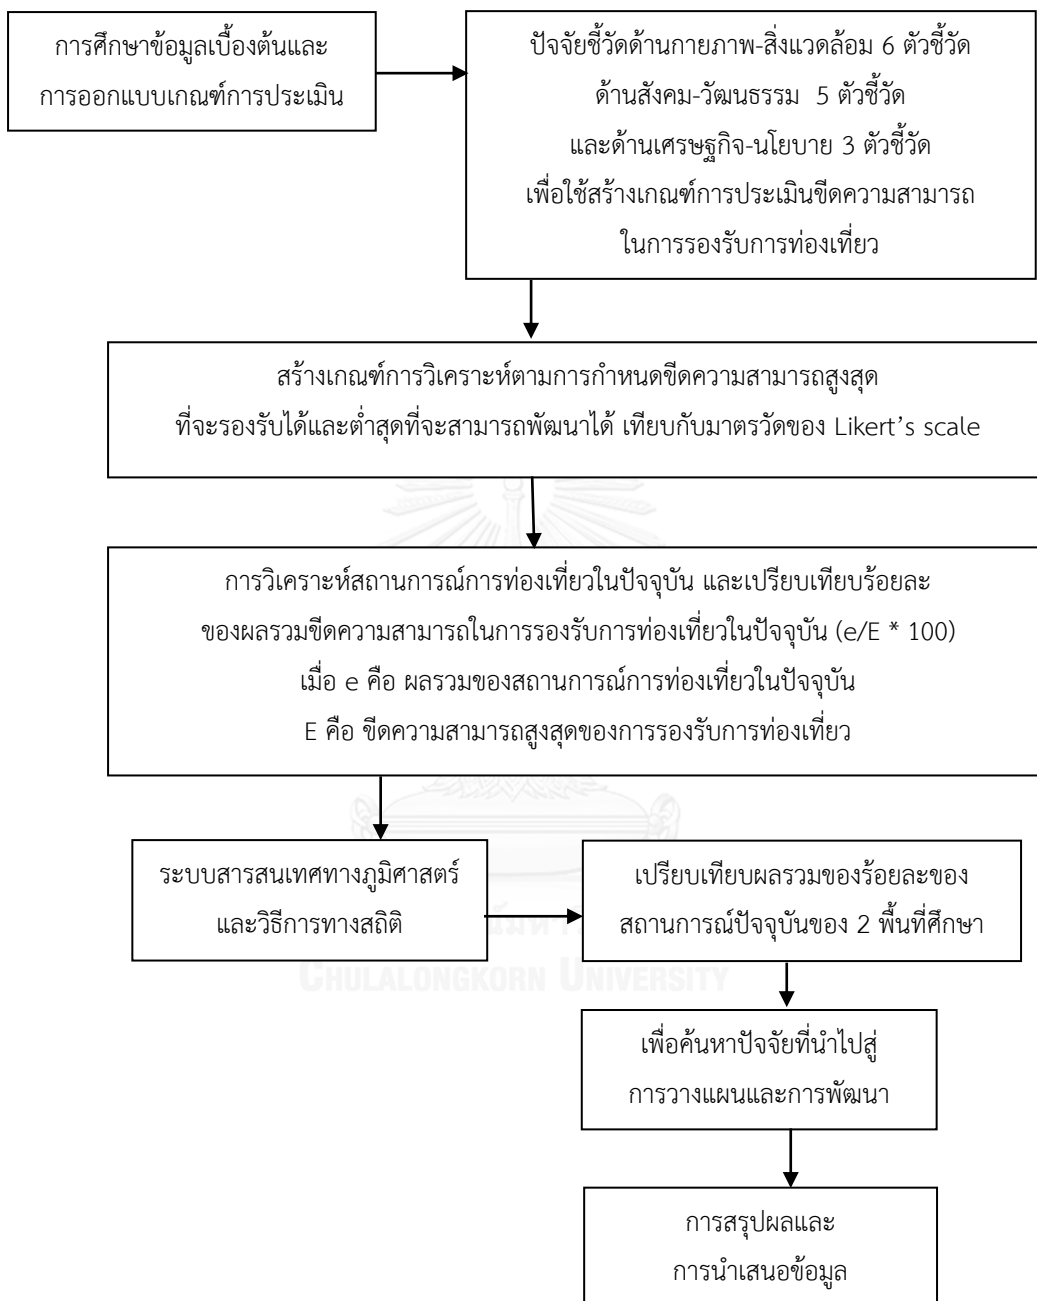 การศึกษาข้อมูลเบื้องต้นและ
การออกแบบเกณฑ์การประเมิน
ปัจจัยชี้วัดด้านกายภาพ-สิ่งแวดล้อม 6 ตัวชี้วัด
ด้านสังคม-วัฒนธรรม 5 ตัวชี้วัด
และด้านเศรษฐกิจ-นโยบาย 3 ตัวชี้วัด
เพื่อใช้สร้างเกณฑ์การประเมินขีดความสามารถ
ในการรองรับการท่องเที่ยว
สร้างเกณฑ์การวิเคราะห์ตามการกำหนดขีดความสามารถสูงสุด
ที่จะรองรับได้และต่ำสุดที่จะสามารถพัฒนาได้ เทียบกับมาตรวัดของ Likert’s scale
การวิเคราะห์สถานการณ์การท่องเที่ยวในปัจจุบัน และเปรียบเทียบร้อยละ
ของผลรวมขีดความสามารถในการรองรับการท่องเที่ยวในปัจจุบัน (e/E * 100)
เมื่อ e คือ ผลรวมของสถานการณ์การท่องเที่ยวในปัจจุบัน
E คือ ขีดความสามารถสูงสุดของการรองรับการท่องเที่ยว
ระบบสารสนเทศทางภูมิศาสตร์
และวิธีการทางสถิติ
เปรียบเทียบผลรวมของร้อยละของ
สถานการณ์ปัจจุบันของ 2 พื้นที่ศึกษา
CHULALONGKORN UNIVERSITY
เพื่อค้นหาปัจจัยที่นำไปสู่
การวางแผนและการพัฒนา
การสรุปผลและ
การนำเสนอข้อมูล